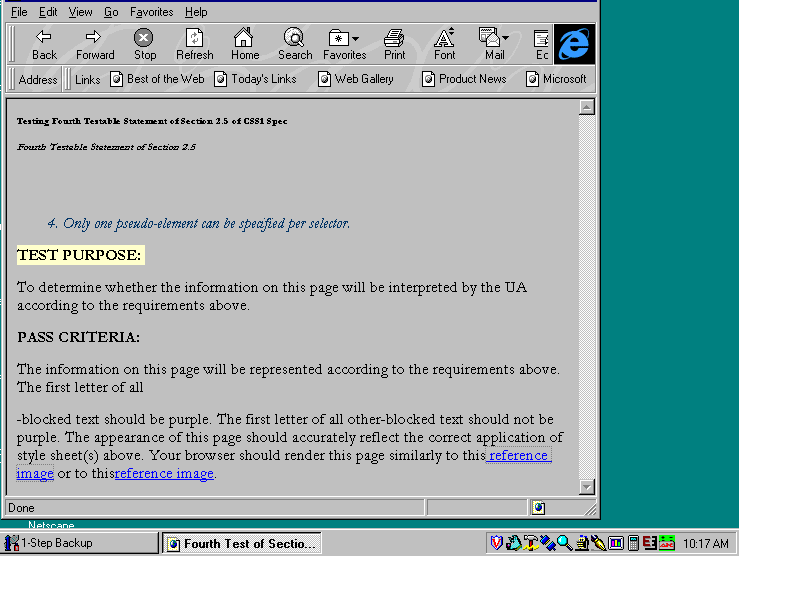 File Edit View Go Favorites Help
Back Forward Stop Refresh Home Search Favorites Print Font Mail Ec
Address Links Best of the Web Today's Links Web Gallery Product News Microsoft
Testing Fourth Testable Statement of Section 2.5 of CSS1 Spec
Fourth Testable Statement of Section 2.5
4. Only one pseudo-element can be specified per selector.
TEST PURPOSE:
To determine whether the information on this page will be interpreted by the UA
according to the requirements above.
PASS CRITERIA:
The information on this page will be represented according to the requirements above.
The first letter of all
-blocked text should be purple. The first letter of all other-blocked text should not be
purple. The appearance of this page should accurately reflect the correct application of
style sheet(s) above. Your browser should render this page similarly to this reference
image or to thisreference image.
Done
Netscape
1-Step Backup Fourth Test of Sectio... 10:17 AM